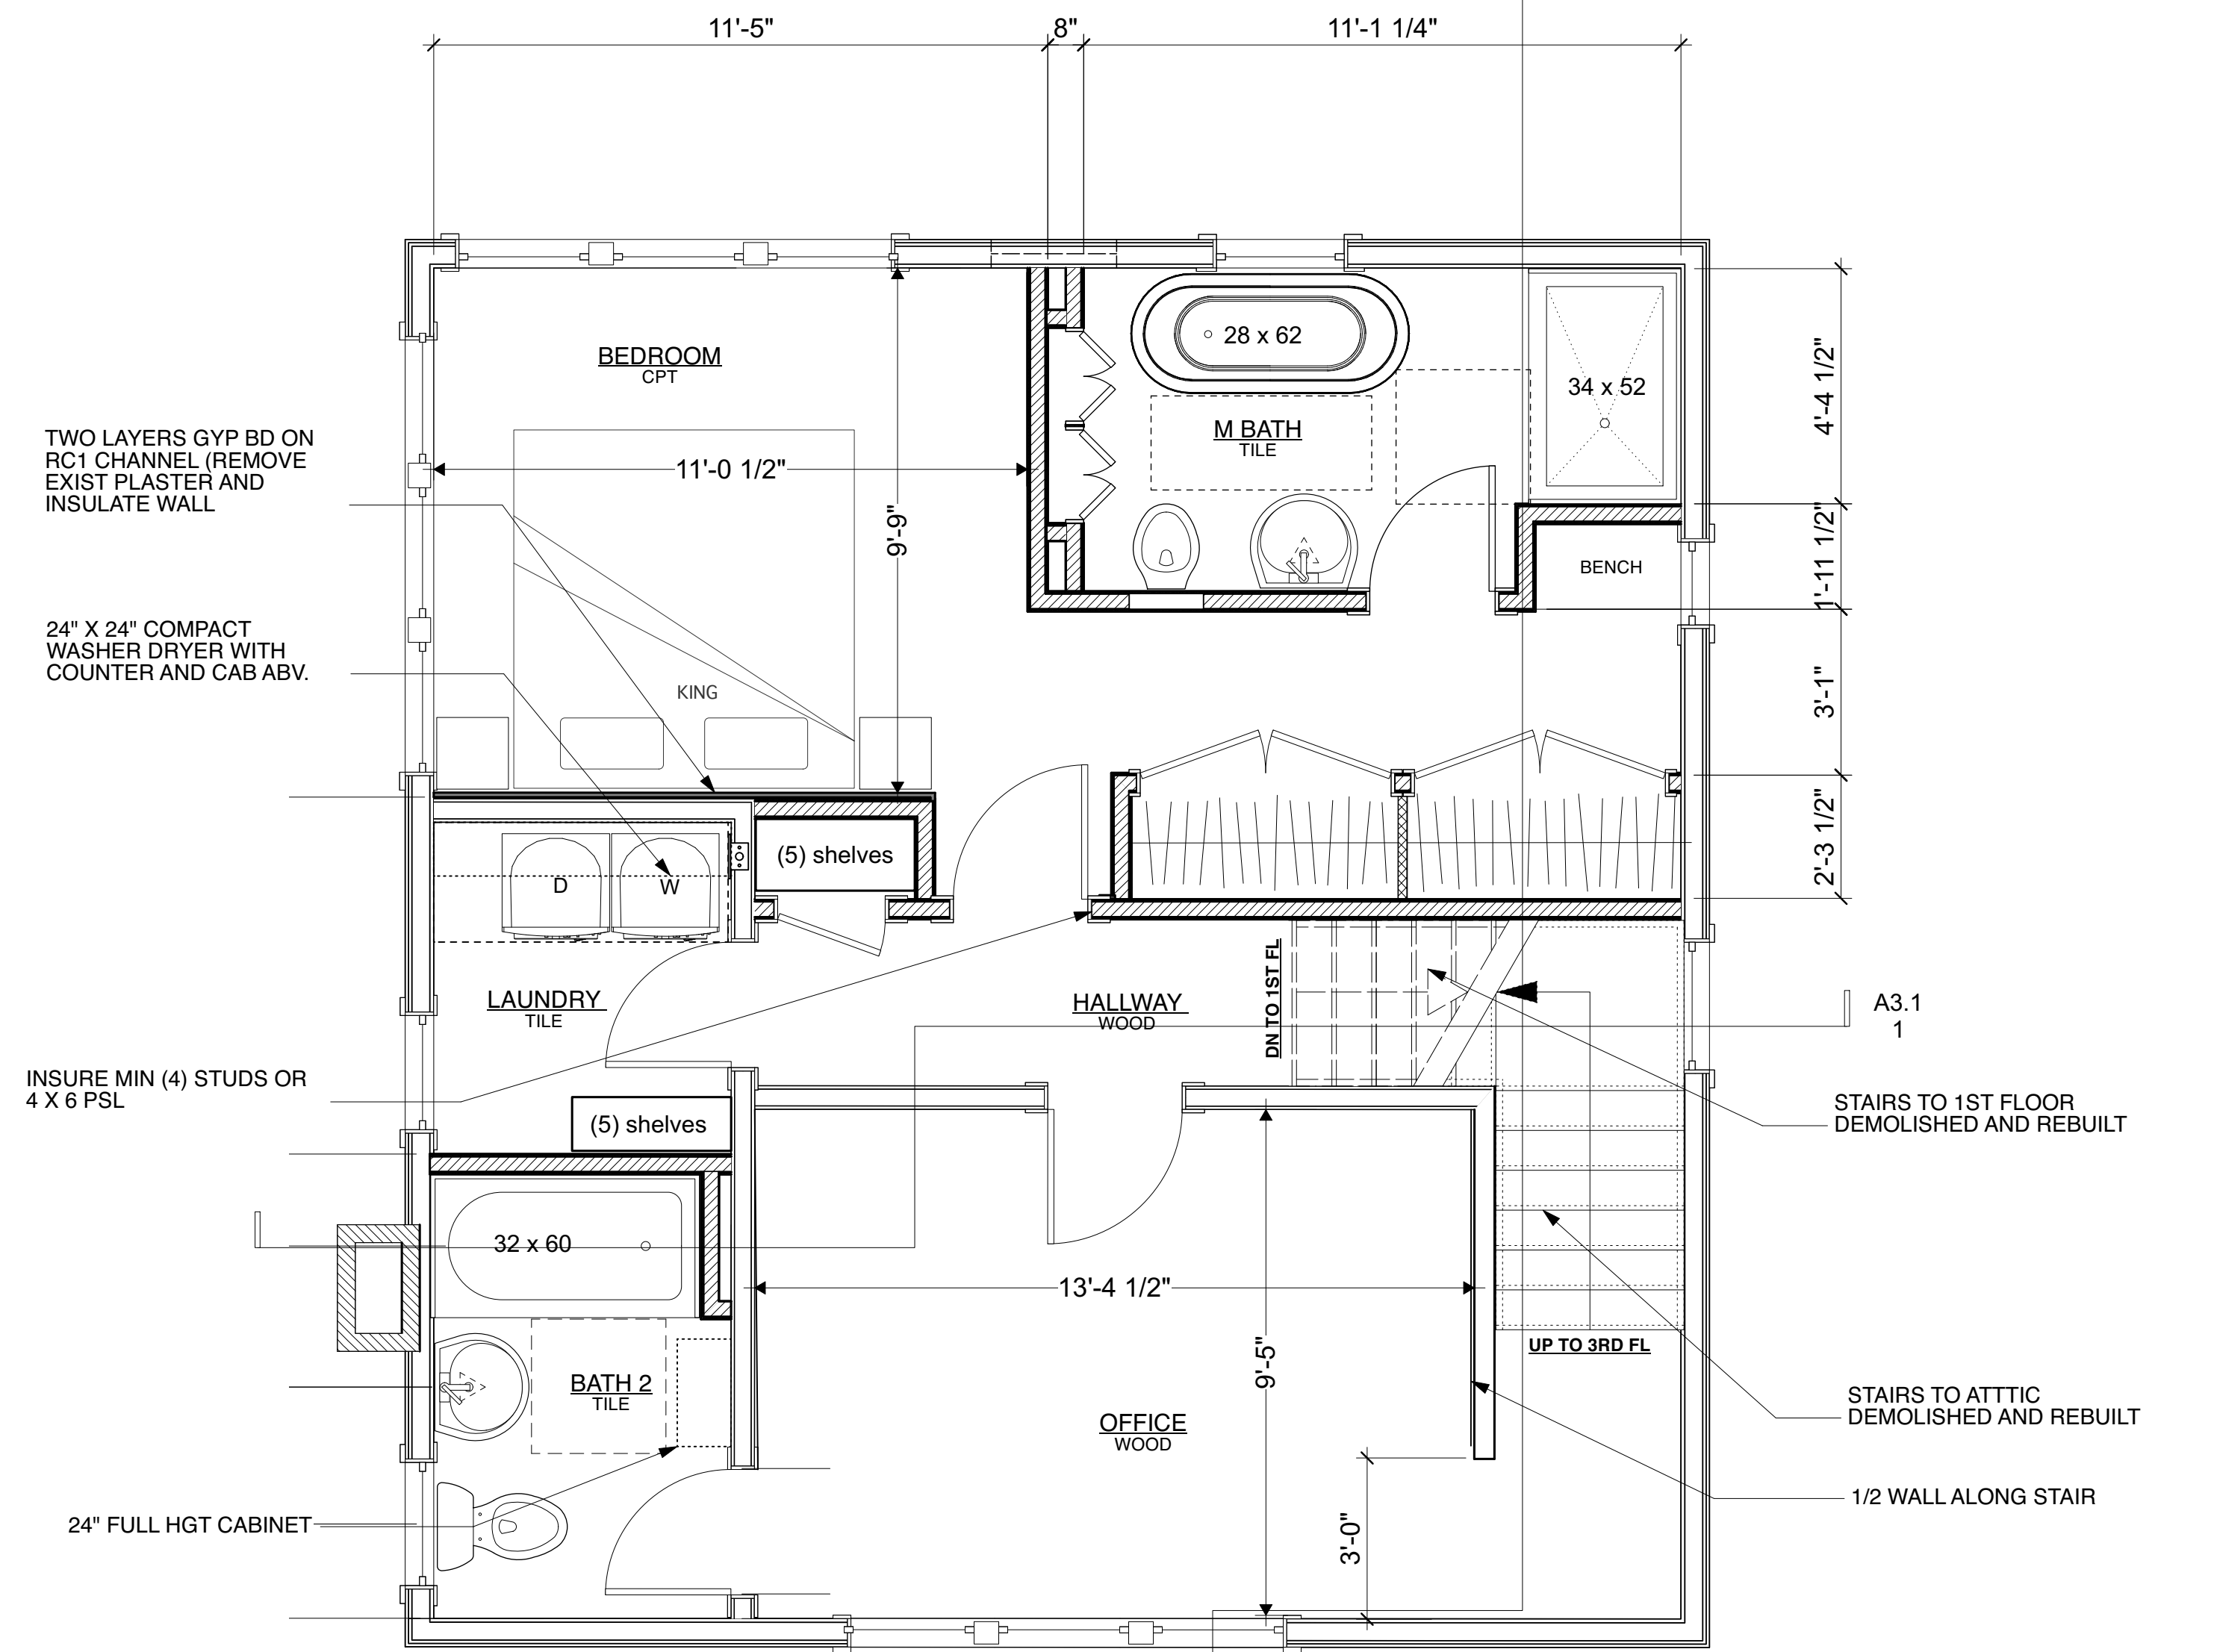 11'-5"
8"
11'-1 1/4"
BEDROOM
CPT
28 x 62
34 x 52
4'-4 1/2"
M BATH
TILE
TWO LAYERS GYP BD ON
RC1 CHANNEL (REMOVE
EXIST PLASTER AND
INSULATE WALL
11'-0 1/2"
9'-9"
1'-11 1/2"
BENCH
24" X 24" COMPACT
WASHER DRYER WITH
COUNTER AND CAB ABV.
KING
3'-1"
(5) shelves
D
W
2'-3 1/2"
LAUNDRY
TILE
HALLWAY
WOOD
DN TO 1ST FL
A3.1
1
INSURE MIN (4) STUDS OR
4 X 6 PSL
(5) shelves
STAIRS TO 1ST FLOOR
DEMOLISHED AND REBUILT
32 x 60
13'-4 1/2"
9'-5"
UP TO 3RD FL
BATH 2
TILE
OFFICE
WOOD
STAIRS TO ATTTIC
DEMOLISHED AND REBUILT
1/2 WALL ALONG STAIR
24" FULL HGT CABINET
3'-0"